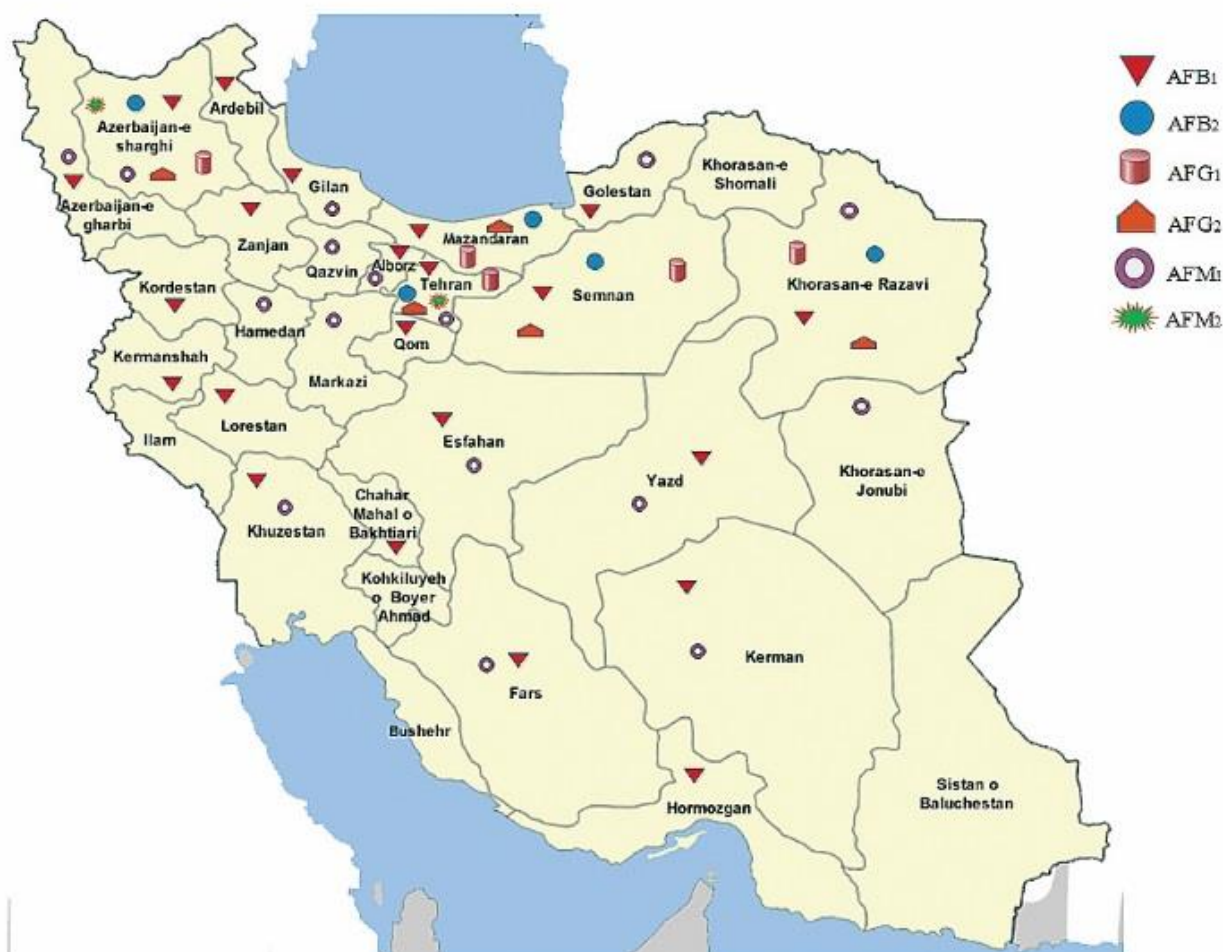 AFB1
AFB2
AFG1
AFG2
AFM1
AFM2
Ardebil
Azerbaijan-e
sharghi
Azerbaijan-e
gharbi
Gilan
Golestan
Khorasan-e
Shomali
Zanjan
Mazandaran
Qazvin
Alborz
Tehran
Semnan
Khorasan-e Razavi
Kordestan
Hamedan
Qom
Kermanshah
Markazi
Ilam
Lorestan
Esfahan
Yazd
Khorasan-e
Jonubi
Chahar
Mahal o
Bakhtiari
Khuzestan
Kohkiluyeh
o Boyer
Ahmad
Kerman
Fars
Bushehr
Hormozgan
Sistan o
Baluchestan